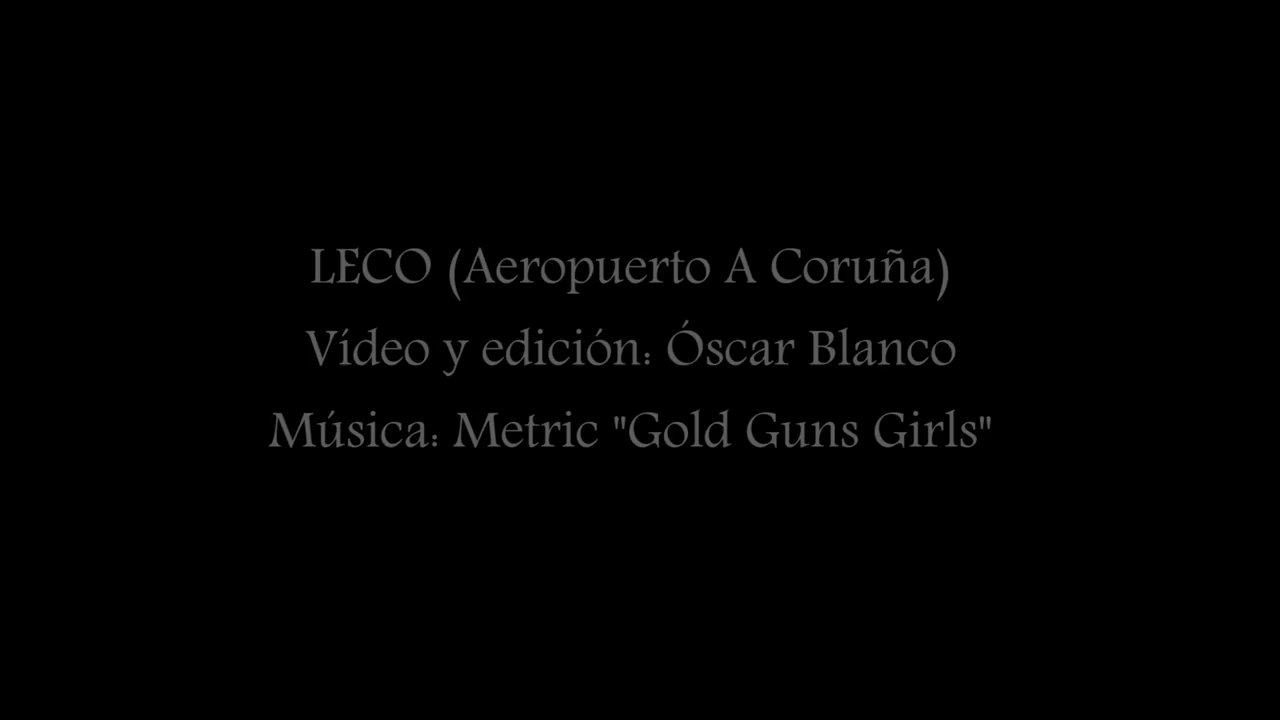 LECO (Aeropuerto A Coruña)
Vídeo y edición: Óscar Blanco
Música: Metric "Gold Guns Girls"